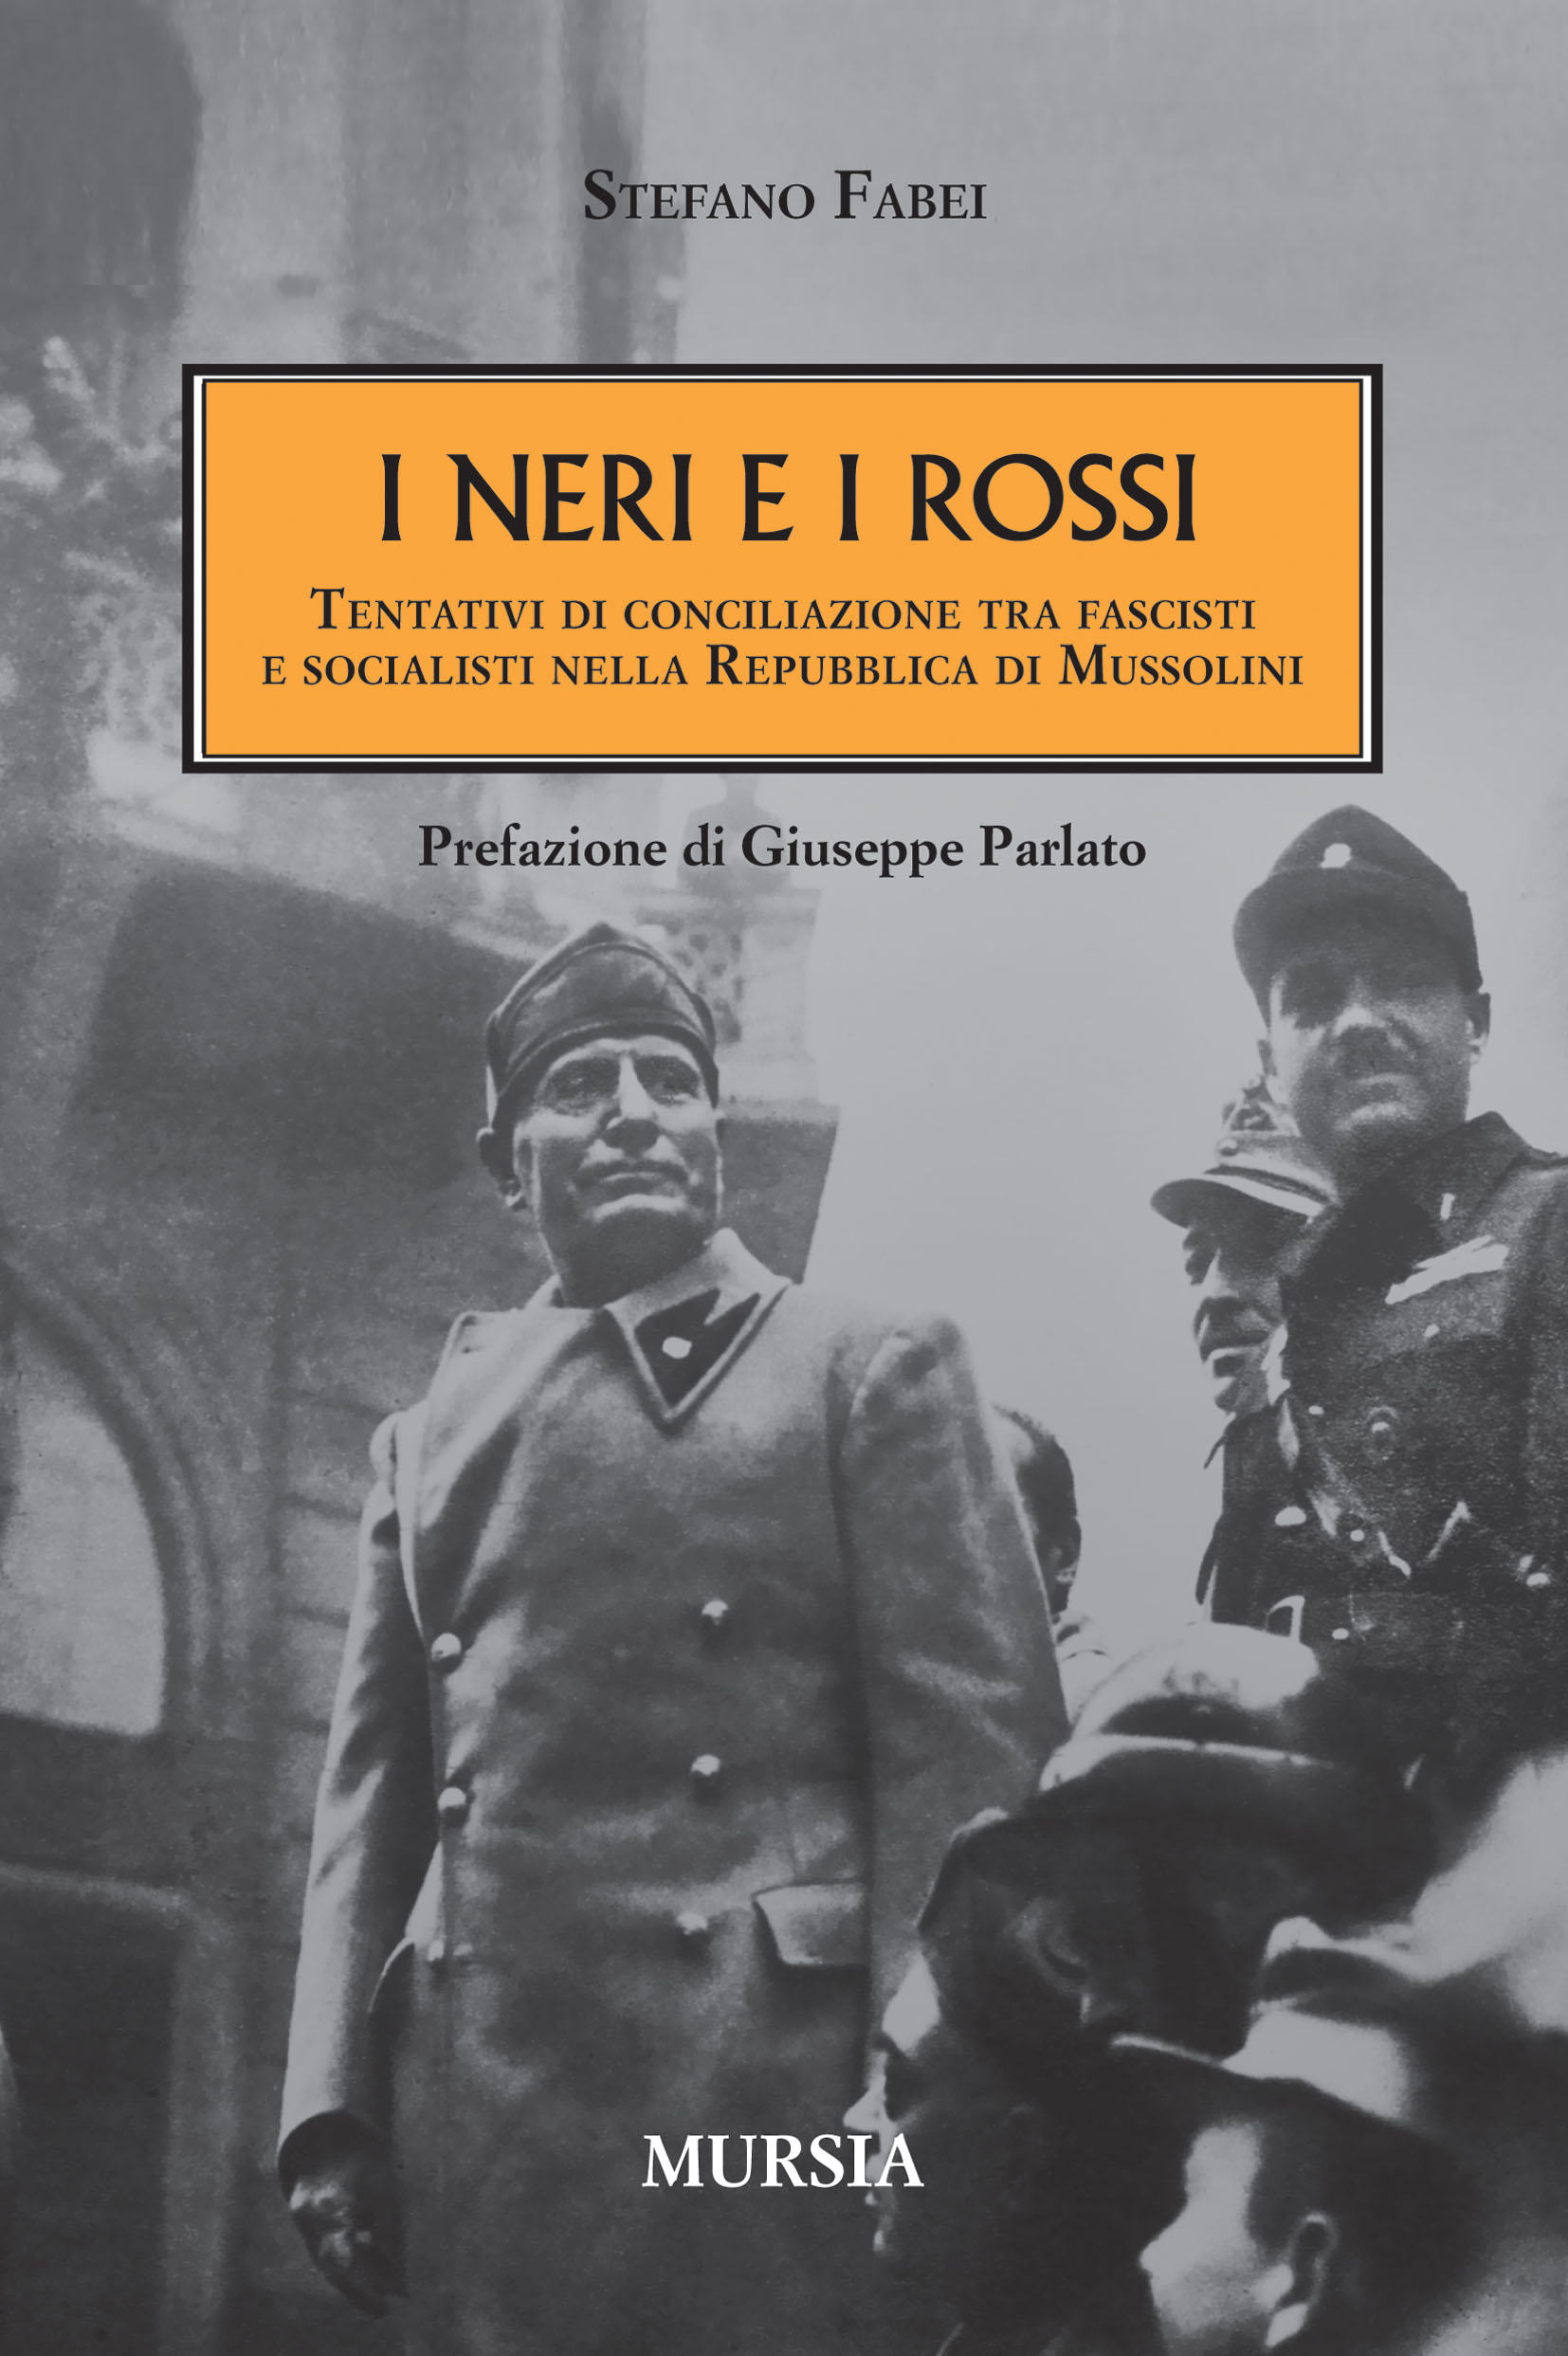 Stefano Fabei
I NERI E I ROSSI
Tentativi di conciliazione tra fascisti
e socialisti nella Repubblica di Mussolini
Prefazione di Giuseppe Parlato
MURSIA